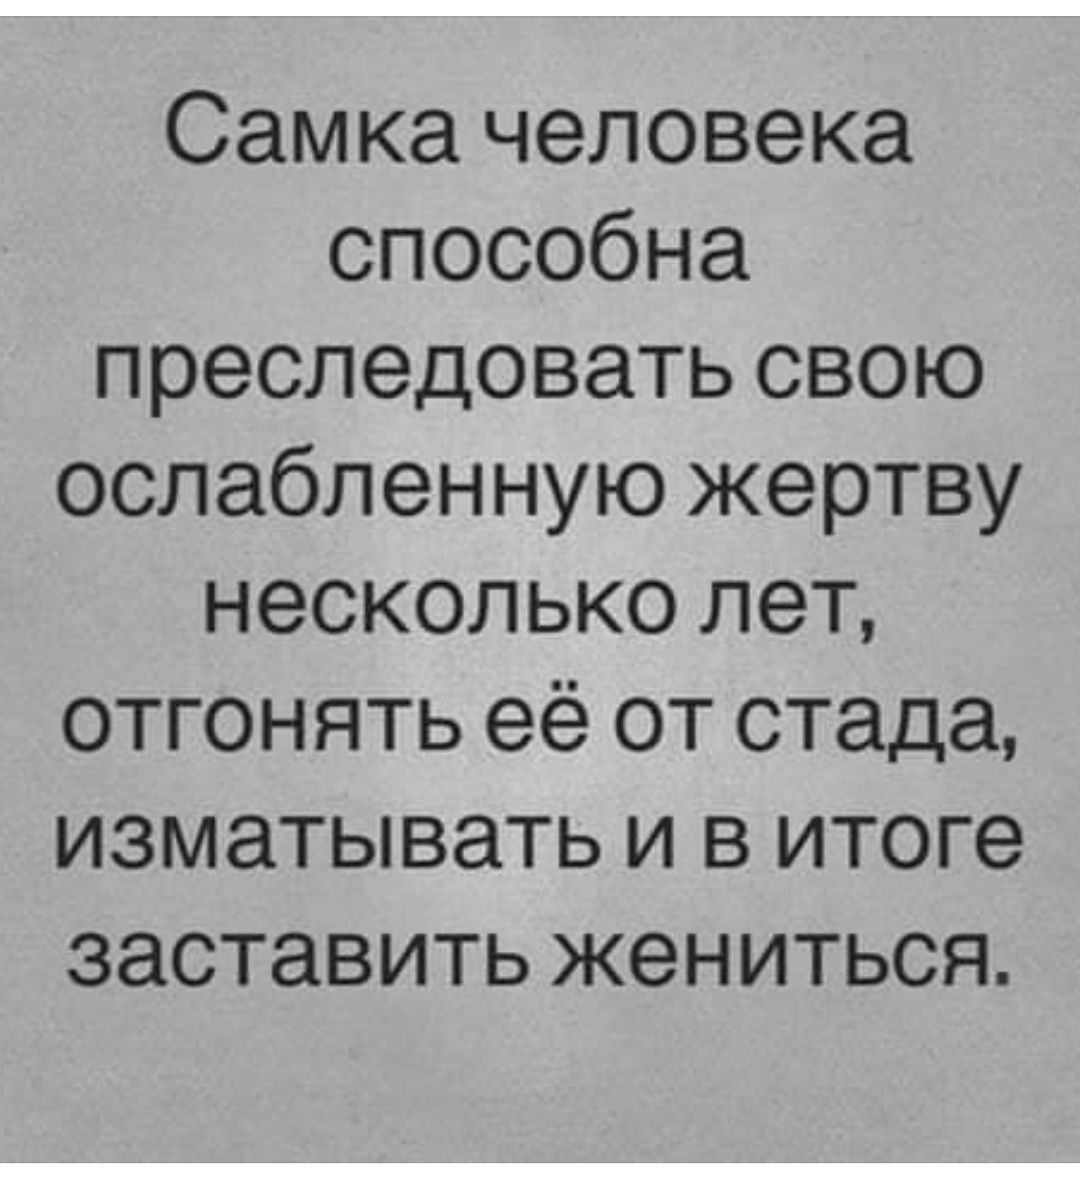 Самка человека
способна
преследовать свою
ослабленную жертву
несколько лет,
отгонять её от стада,
изматывать и в итоге
заставить жениться.